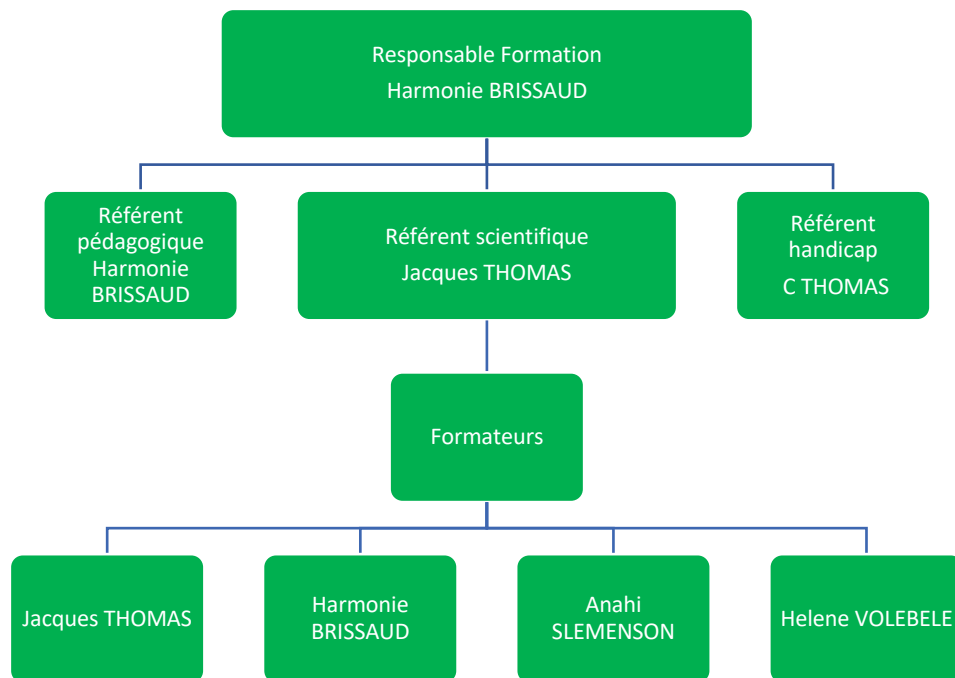 Responsable Formation
Harmonie BRISSAUD
Référent
pédagogique
Harmonie
BRISSAUD
Référent scientifique
Jacques THOMAS
Référent
handicap
C THOMAS
Formateurs
Jacques THOMAS
Harmonie
BRISSAUD
Anahi
SLEMENSON
Helene VOLEBELE